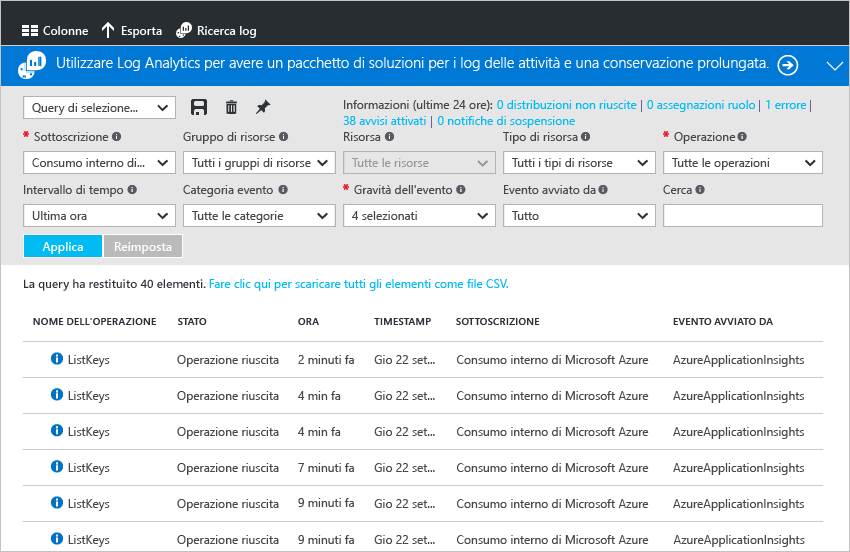 Colonne Esporta Ricerca log
Utilizzare Log Analytics per avere un pacchetto di soluzioni per i log delle attività e una conservazione prolungata.
Query di selezione... Informazioni (ultime 24 ore): 0 distribuzioni non riuscite | 0 assegnazioni ruolo | 1 errore |
38 avvisi attivati | 0 notifiche di sospensione
* Sottoscrizione Gruppo di risorse Risorsa Tipo di risorsa * Operazione
Consumo interno di... Tutti i gruppi di risorse Tutte le risorse Tutti i tipi di risorse Tutte le operazioni
Intervallo di tempo Categoria evento * Gravità dell'evento Evento avviato da Cerca
Ultima ora Tutte le categorie 4 selezionati Tutto
Applica Reimposta
La query ha restituito 40 elementi. Fare clic qui per scaricare tutti gli elementi come file CSV.
NOME DELL'OPERAZIONE STATO ORA TIMESTAMP SOTTOSCRIZIONE EVENTO AVVIATO DA
ListKeys Operazione riuscita 2 minuti fa Gio 22 set... Consumo interno di Microsoft Azure AzureApplicationInsights
ListKeys Operazione riuscita 4 min fa Gio 22 set... Consumo interno di Microsoft Azure AzureApplicationInsights
ListKeys Operazione riuscita 4 min fa Gio 22 set... Consumo interno di Microsoft Azure AzureApplicationInsights
ListKeys Operazione riuscita 7 minuti fa Gio 22 set... Consumo interno di Microsoft Azure AzureApplicationInsights
ListKeys Operazione riuscita 9 minuti fa Gio 22 set... Consumo interno di Microsoft Azure AzureApplicationInsights
ListKeys Operazione riuscita 9 minuti fa Gio 22 set... Consumo interno di Microsoft Azure AzureApplicationInsights